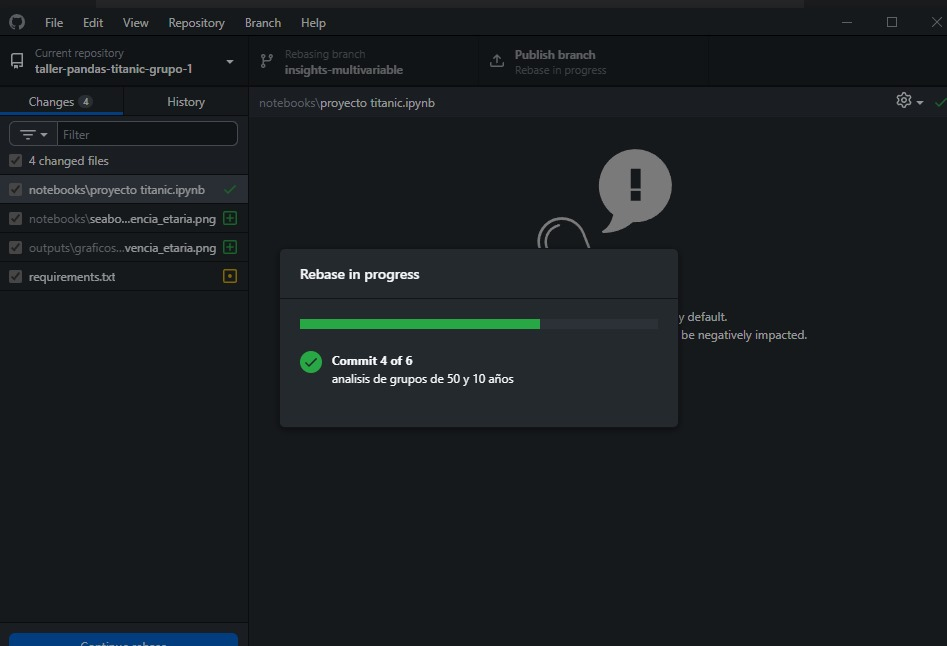 File Edit View Repository Branch Help
Current repository
taller-pandas-titanic-grupo-1
Rebasing branch
insights-multivariable
Publish branch
Rebase in progress
Changes 4 History
notebooks\proyecto titanic.ipynb
Filter
4 changed files
notebooks\proyecto titanic.ipynb
notebooks\seabo...encia_etaria.png
outputs\graficos...vencia_etaria.png
requirements.txt
Rebase in progress
y default.
be negatively impacted.
Commit 4 of 6
analisis de grupos de 50 y 10 años
Continue rebase